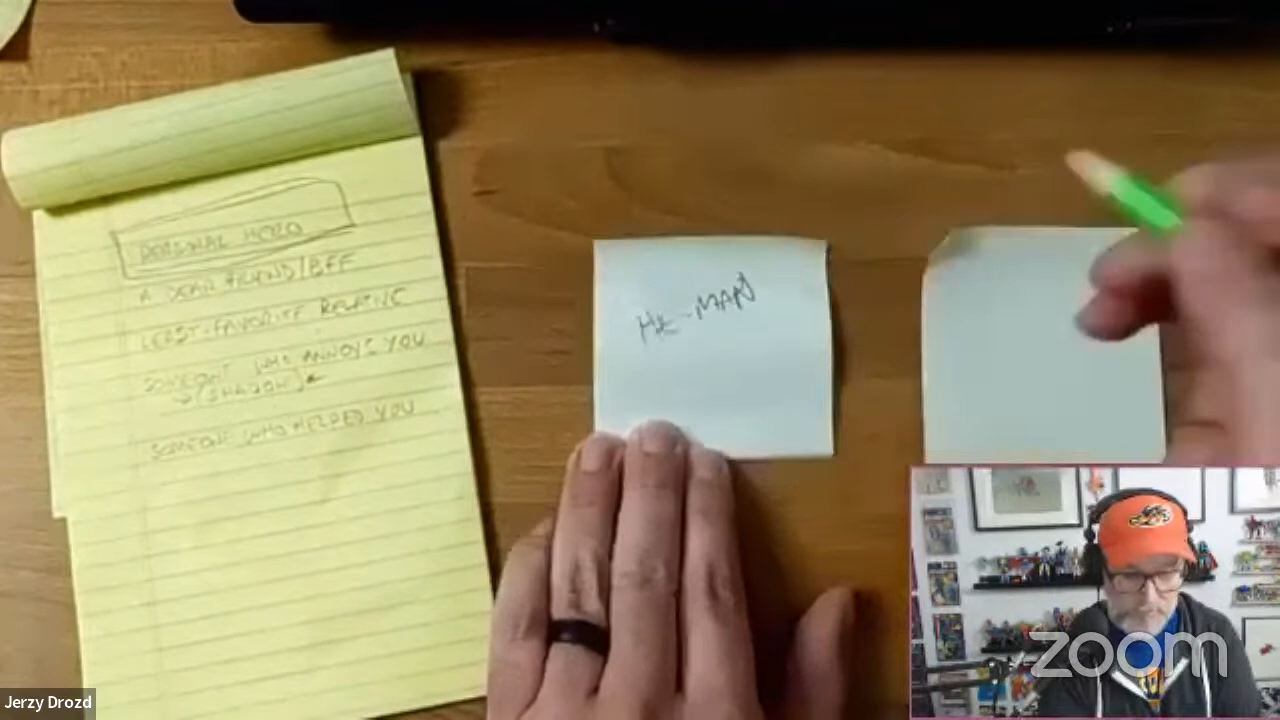 PERSONAL HERO
A DEAR FRIEND/BFF
LEAST-FAVORITE RELATIVE
SOMEONE WHO ANNOYS YOU
→(SHADOW)←
SOMEONE WHO HELPED YOU
HE-MAN
zoom
Jerzy Drozd